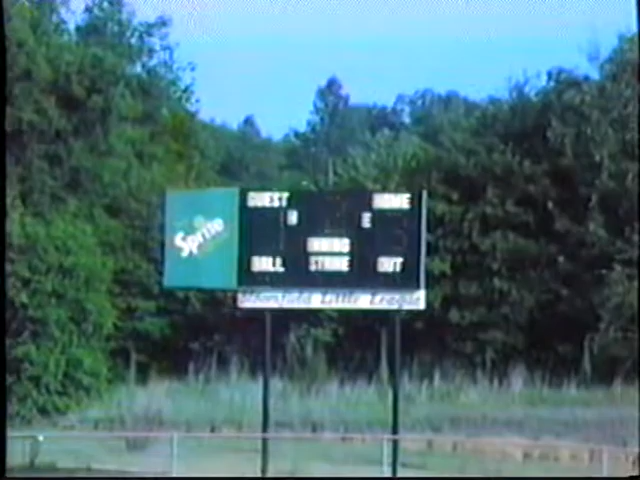 Sprite
GUEST HOME
H E
INNING
BALL STRIKE OUT
Little League